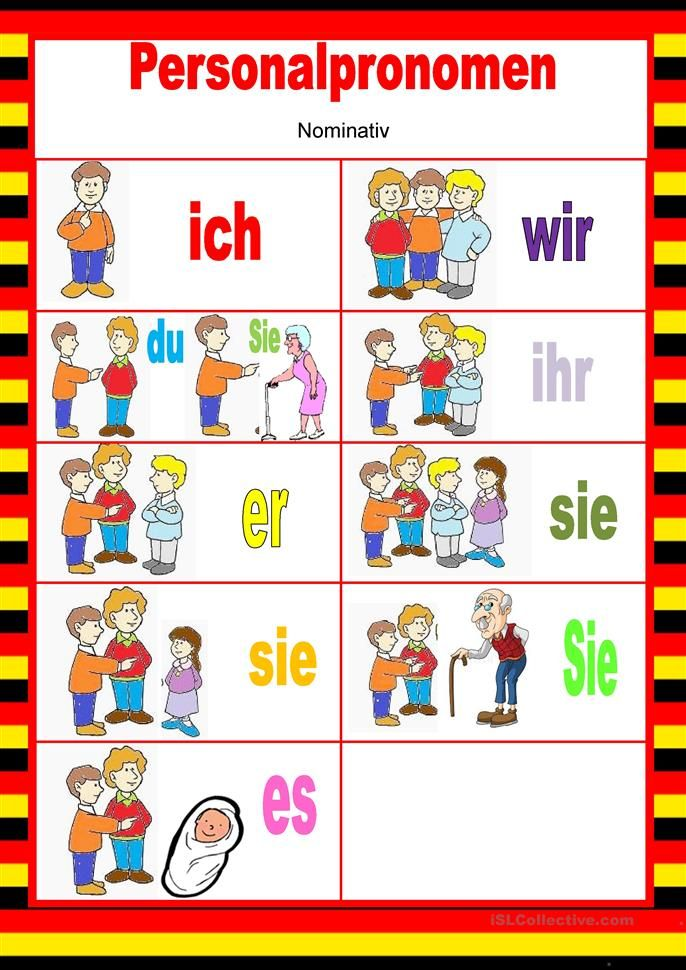 Personalpronomen
Nominativ
ich
wir
du
Sie
ihr
er
sie
sie
Sie
es
iSLCollective.com